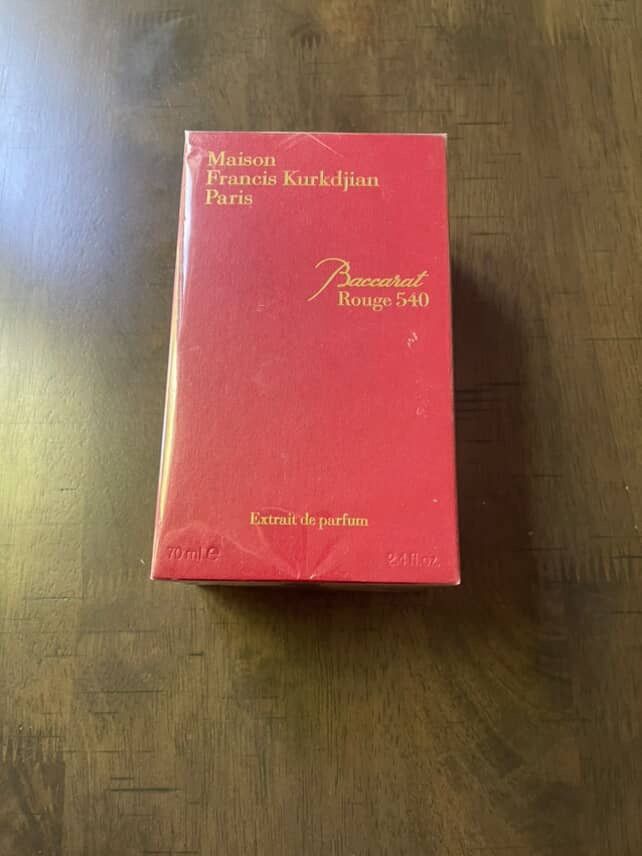 Maison
Francis Kurkdjian
Paris
Baccarat
Rouge 540
Extrait de parfum
70 ml ℮ 2.4 fl.oz.